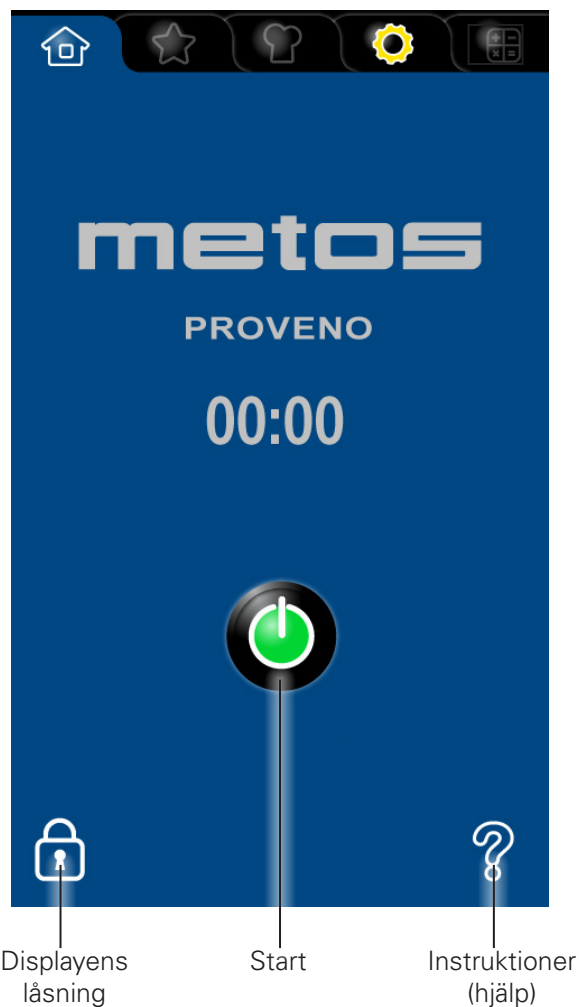 metos
PROVENO
00:00
Displayens
låsning
Start
Instruktioner
(hjälp)